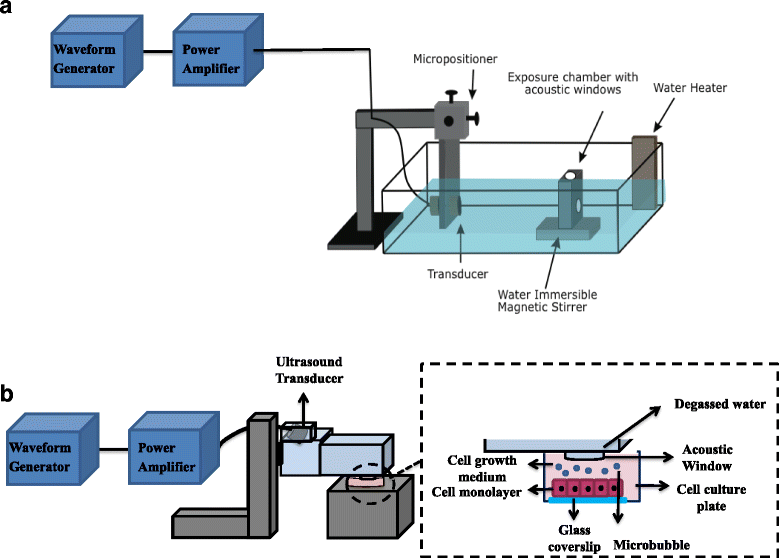 a
Waveform
Generator
Power
Amplifier
Micropositioner
Exposure chamber with
acoustic windows
Water Heater
Transducer
Water Immersible
Magnetic Stirrer
b
Ultrasound
Transducer
Waveform
Generator
Power
Amplifier
Degassed water
Cell growth
medium
Cell monolayer
Acoustic
Window
Cell culture
plate
Glass
coverslip
Microbubble